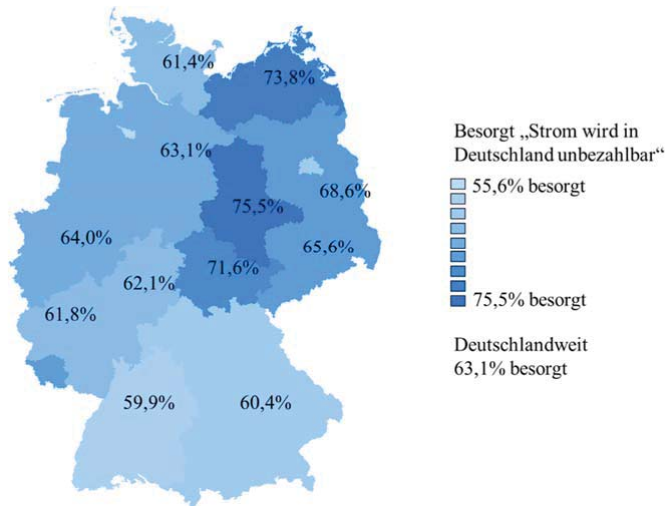 61,4%
73,8%
63,1%
68,6%
75,5%
64,0%
65,6%
71,6%
62,1%
61,8%
59,9%
60,4%
Besorgt „Strom wird in
Deutschland unbezahlbar“
55,6% besorgt
75,5% besorgt
Deutschlandweit
63,1% besorgt